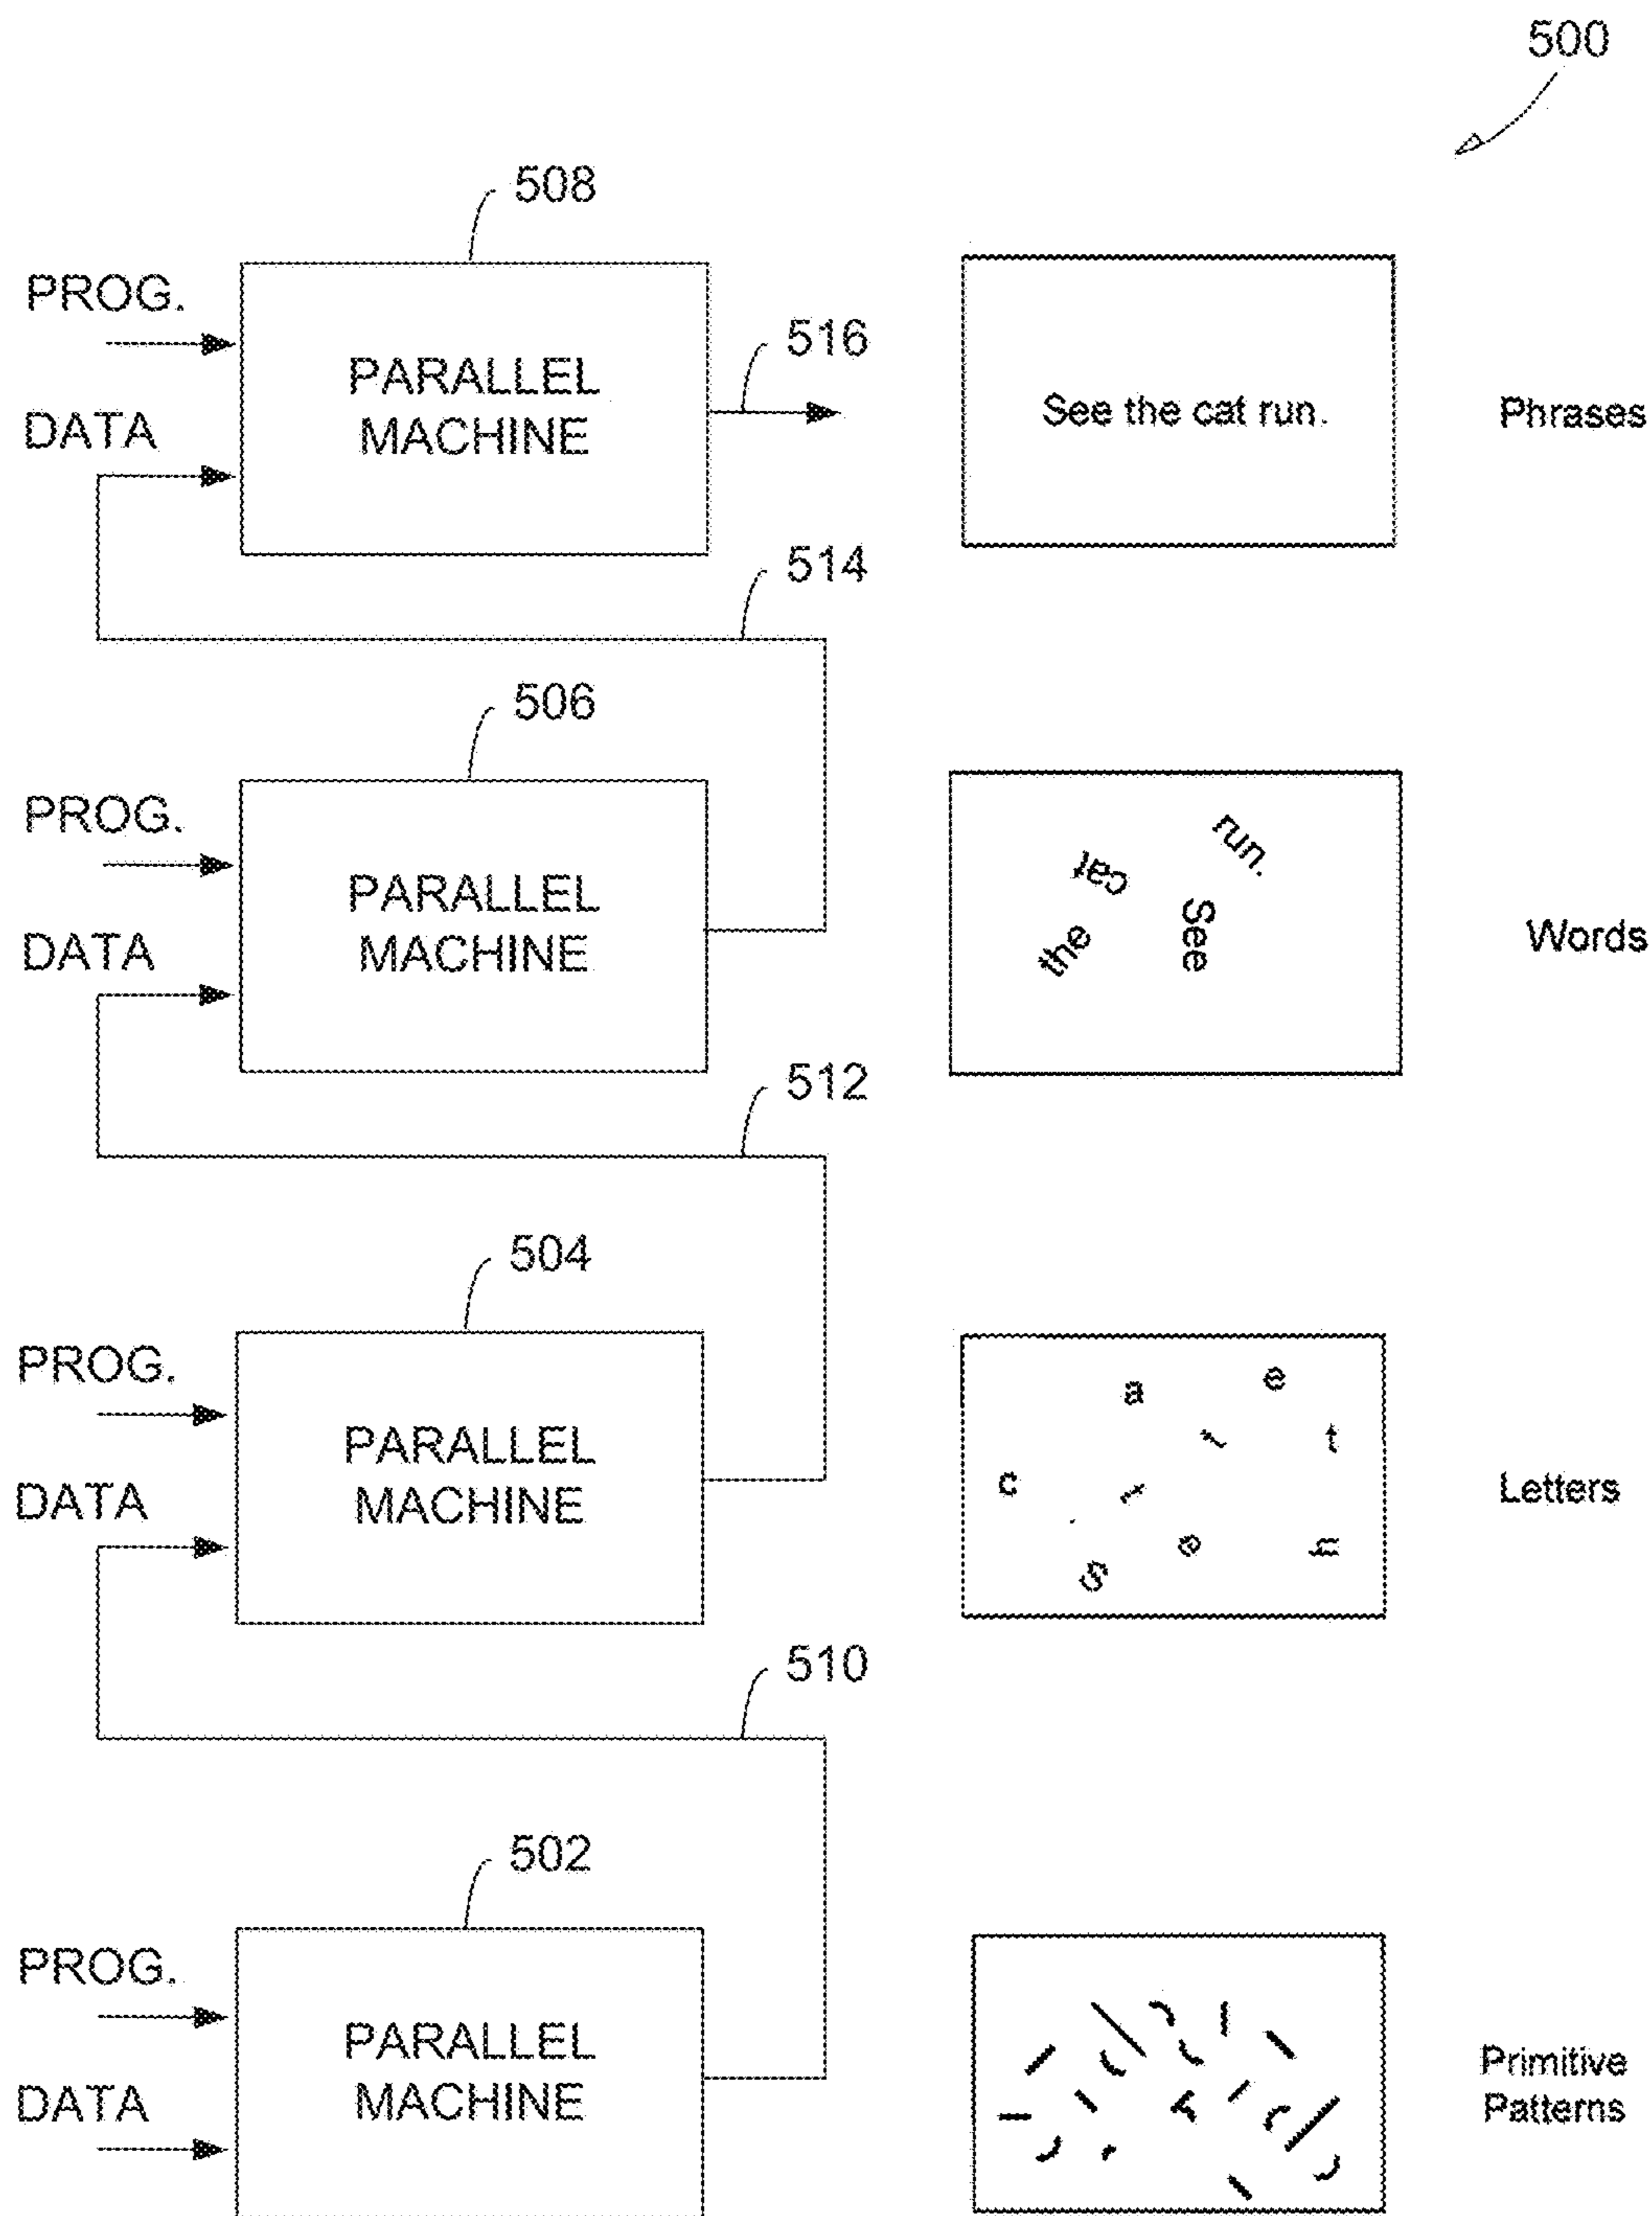 500
508
PROG.
DATA
PARALLEL
MACHINE
516
See the cat run.
Phrases
514
506
PROG.
DATA
PARALLEL
MACHINE
run.
cat
See
the
Words
512
504
PROG.
DATA
PARALLEL
MACHINE
a
e
t
c
e
h
S
Letters
510
502
PROG.
DATA
PARALLEL
MACHINE
Primitive
Patterns